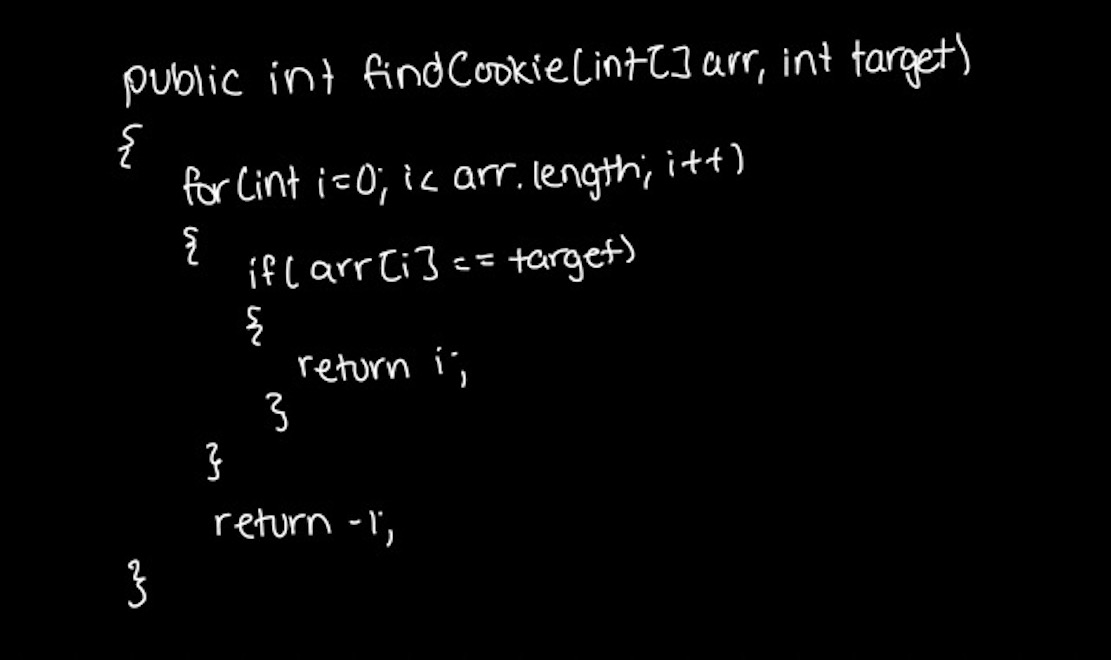 public int findCookie(int[] arr, int target)
{
for(int i=0; i< arr.length; i++)
{
if( arr[i] == target)
{
return i;
}
}
return -1;
}